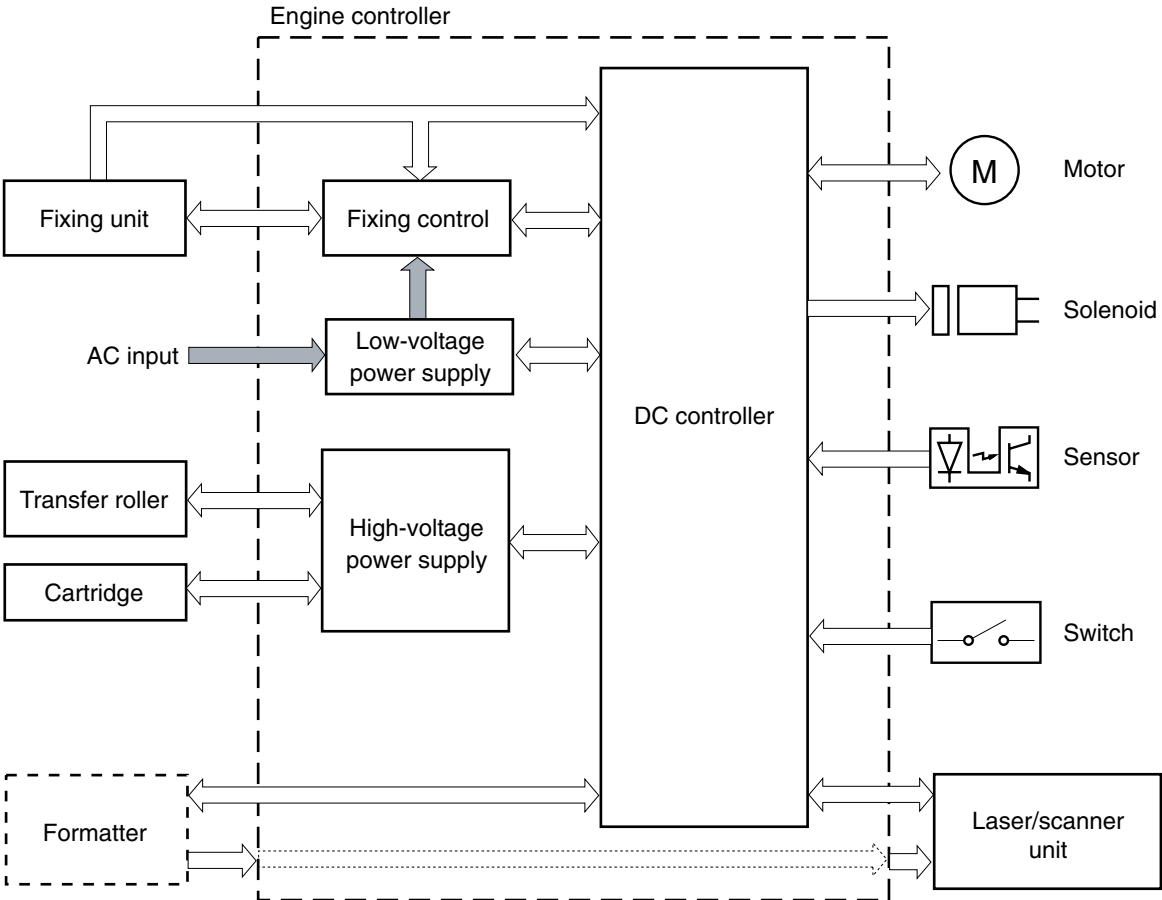 Engine controller
M
Motor
Fixing unit
Fixing control
Solenoid
AC input
Low-voltage
power supply
DC controller
Sensor
Transfer roller
High-voltage
power supply
Cartridge
Switch
Formatter
Laser/scanner
unit